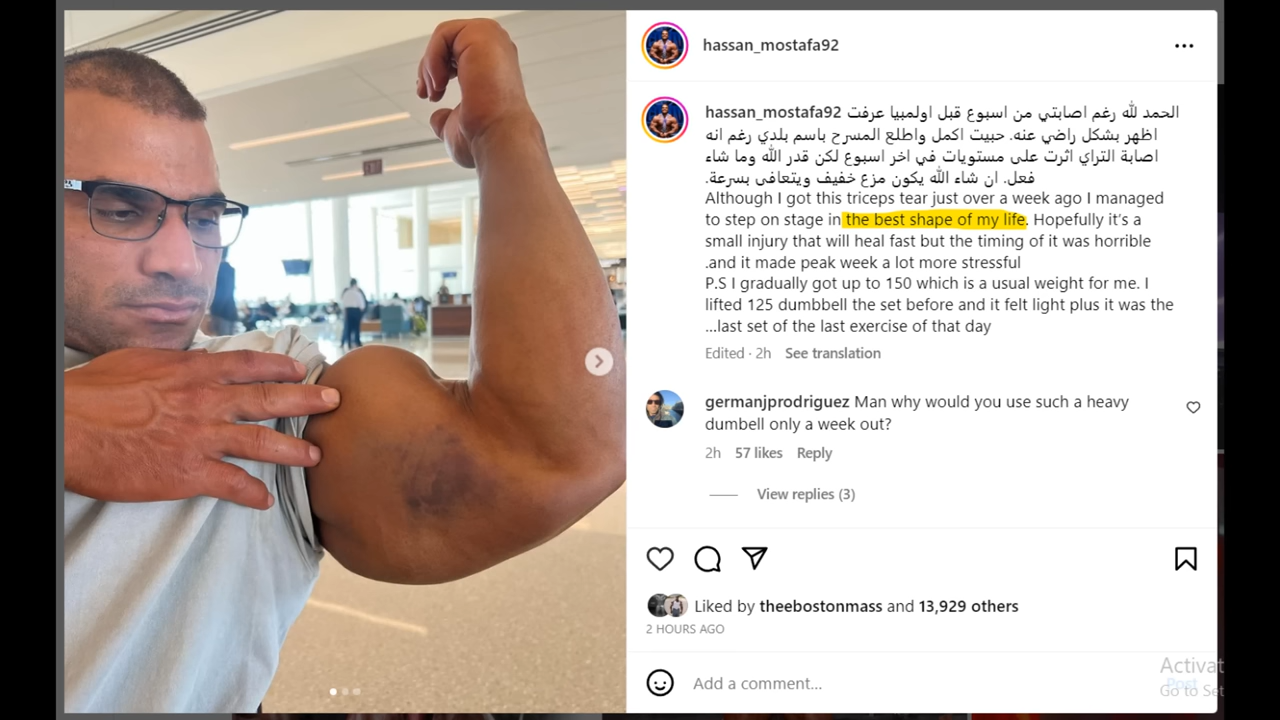 hassan_mostafa92
hassan_mostafa92 الحمد لله رغم اصابتي من اسبوع قبل اولمبيا عرفت
اظهر بشكل راضي عنه. حبيت اكمل واطلع المسرح باسم بلدي رغم انه
اصابة التراي اثرت على مستويات في اخر اسبوع لكن قدر الله وما شاء
فعل. ان شاء الله يكون مزع خفيف ويتعافى بسرعة.
Although I got this triceps tear just over a week ago I managed
to step on stage in the best shape of my life. Hopefully it's a
small injury that will heal fast but the timing of it was horrible
.and it made peak week a lot more stressful
P.S I gradually got up to 150 which is a usual weight for me. I
lifted 125 dumbbell the set before and it felt light plus it was the
...last set of the last exercise of that day
Edited · 2h See translation
germanjprodriguez Man why would you use such a heavy
dumbell only a week out?
2h 57 likes Reply
View replies (3)
Liked by theebostonmass and 13,929 others
2 HOURS AGO
Add a comment...
Post
Activat
Go to Set